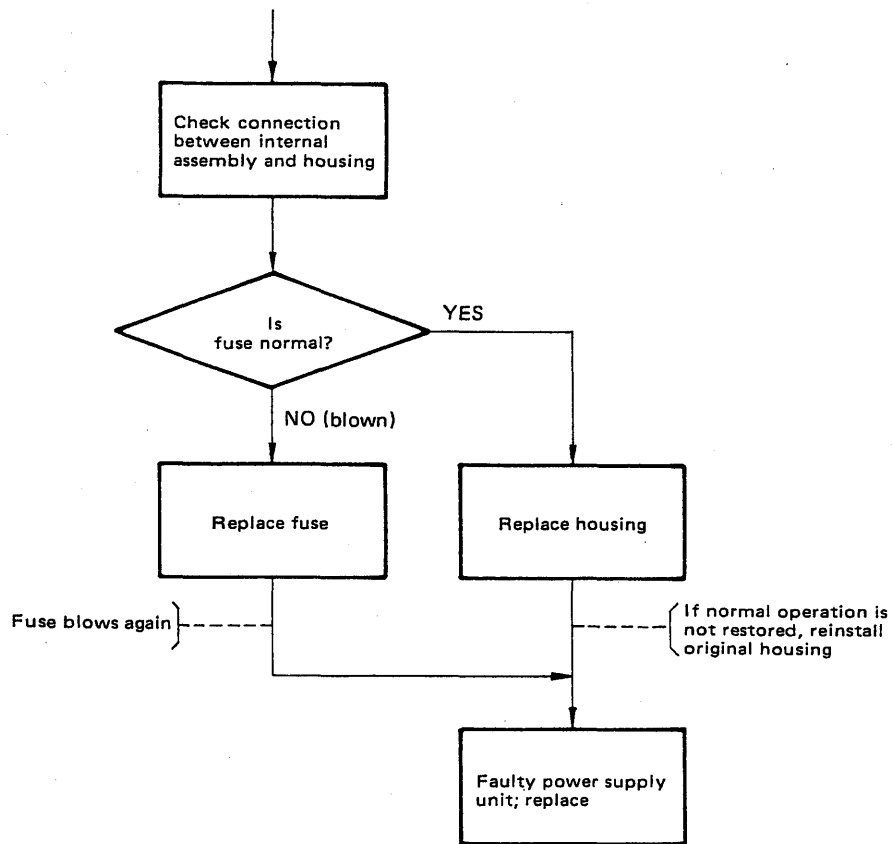 Check connection
between internal
assembly and housing
Is
fuse normal?
YES
NO (blown)
Replace fuse
Replace housing
Fuse blows again
If normal operation is
not restored, reinstall
original housing
Faulty power supply
unit; replace